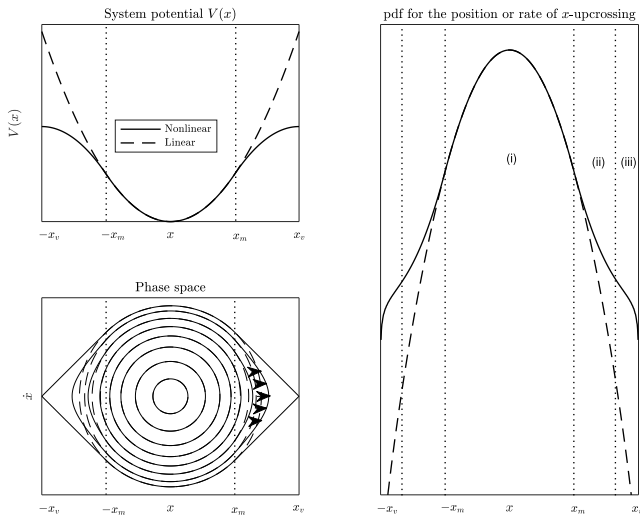 System potential V(x)
V(x)
Nonlinear
Linear
−x_v −x_m x x_m x_v
Phase space
ẋ
−x_v −x_m x x_m x_v
pdf for the position or rate of x-upcrossing
(i)
(ii)
(iii)
−x_v −x_m x x_m